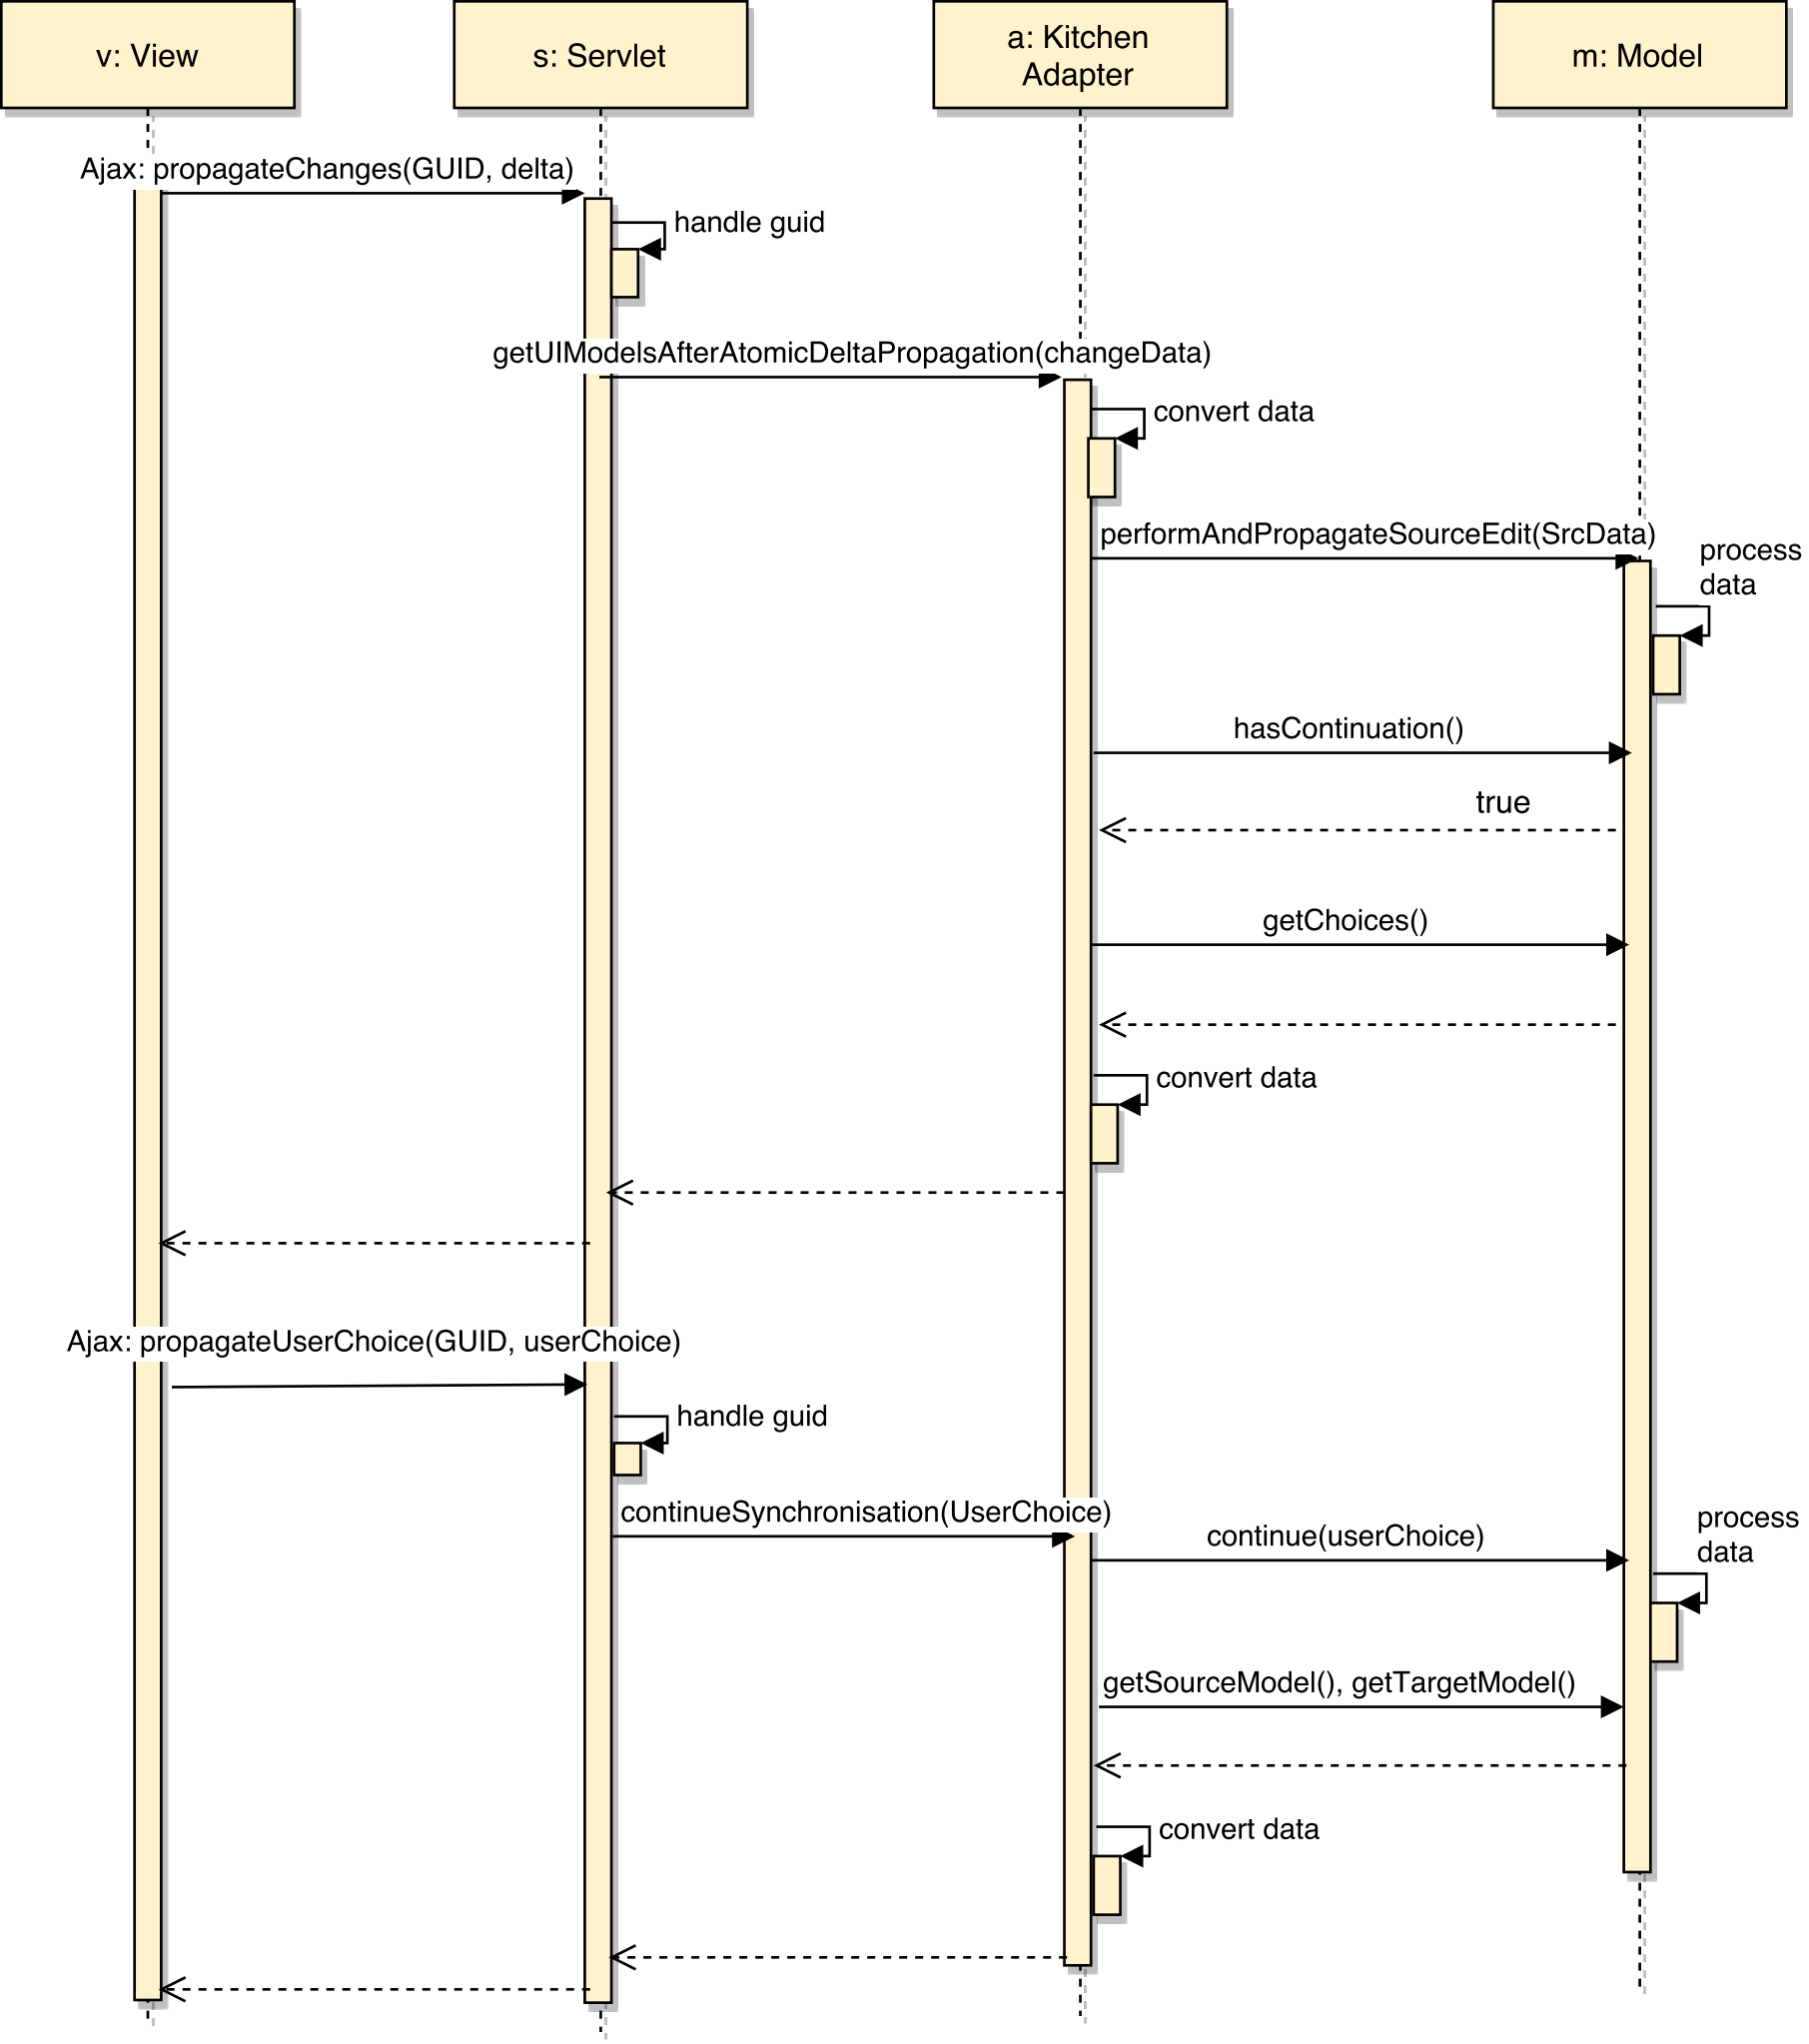 v: View
s: Servlet
a: Kitchen
Adapter
m: Model
Ajax: propagateChanges(GUID, delta)
handle guid
getUIModelsAfterAtomicDeltaPropagation(changeData)
convert data
performAndPropagateSourceEdit(SrcData)
process
data
hasContinuation()
true
getChoices()
convert data
Ajax: propagateUserChoice(GUID, userChoice)
handle guid
continueSynchronisation(UserChoice)
continue(userChoice)
process
data
getSourceModel(), getTargetModel()
convert data